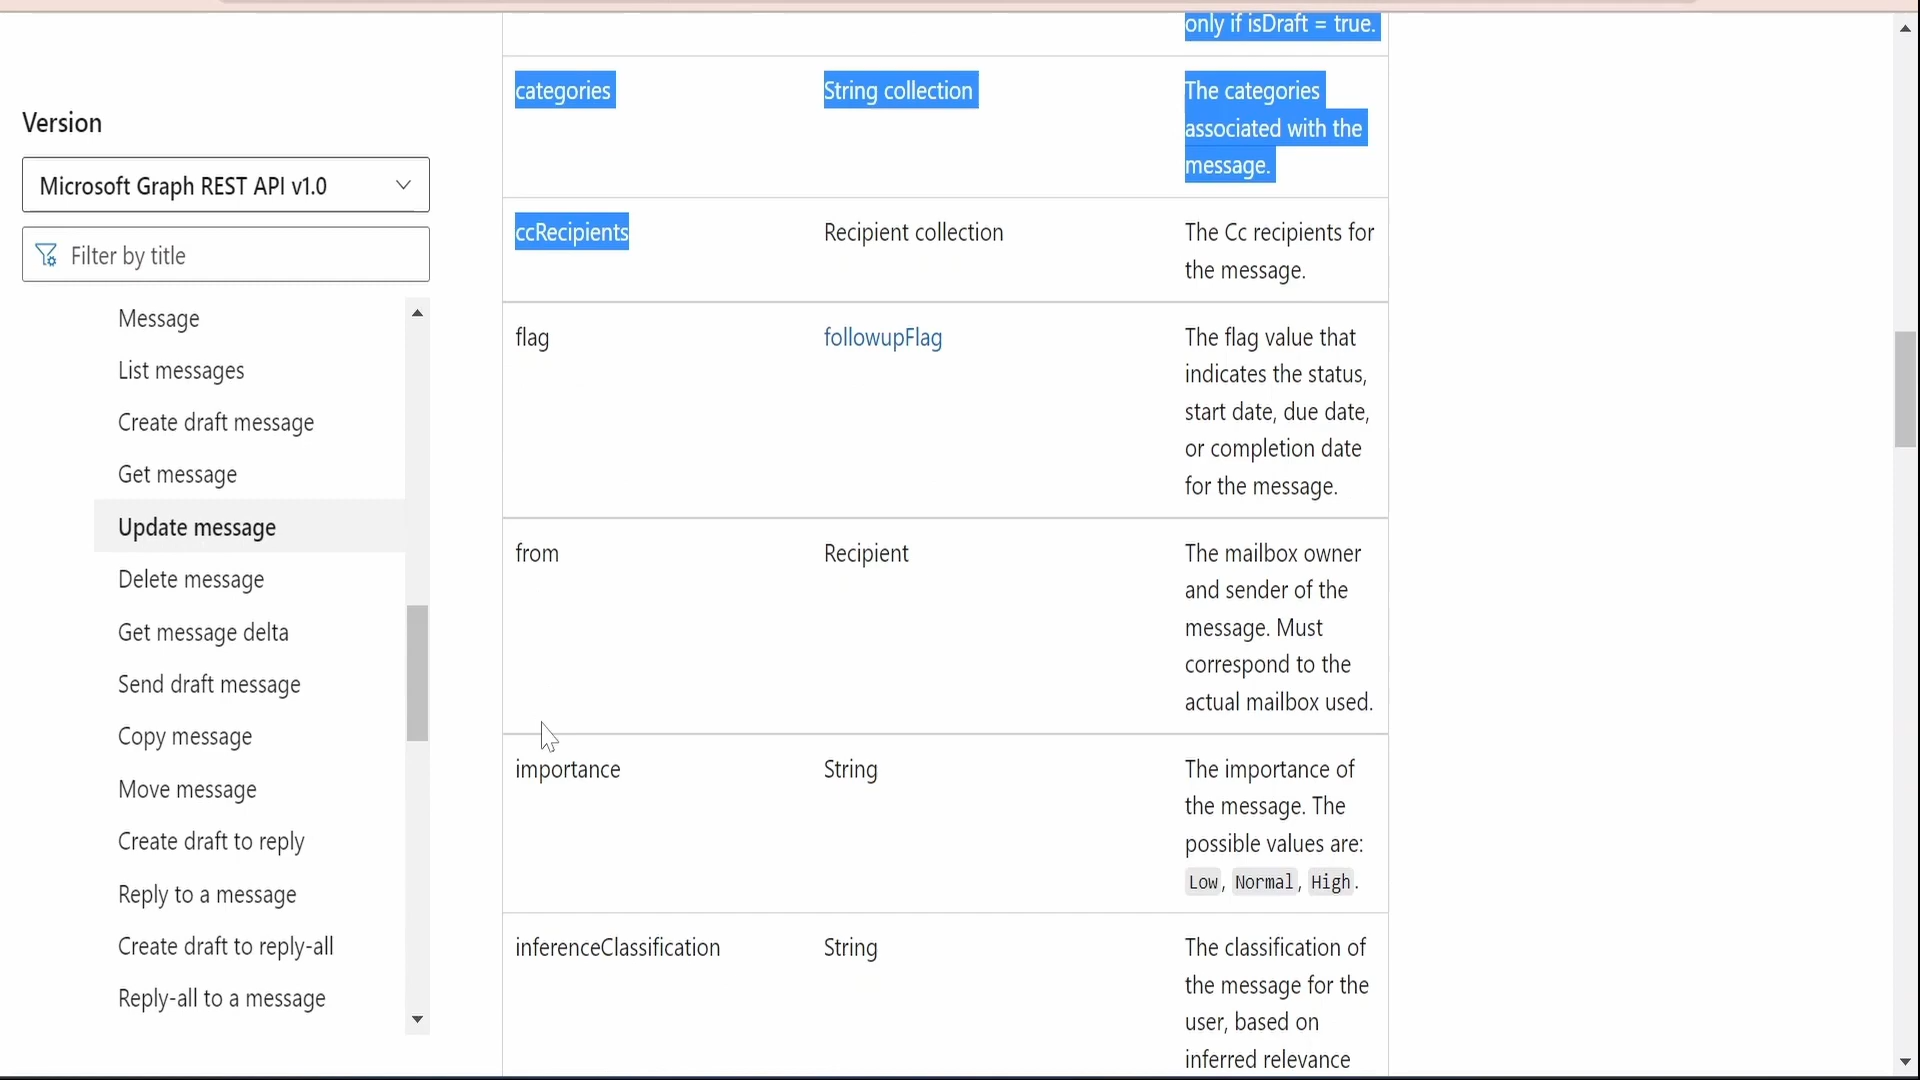 only if isDraft = true.
categories String collection The categories
associated with the
message.
ccRecipients Recipient collection The Cc recipients for
the message.
flag followupFlag The flag value that
indicates the status,
start date, due date,
or completion date
for the message.
from Recipient The mailbox owner
and sender of the
message. Must
correspond to the
actual mailbox used.
importance String The importance of
the message. The
possible values are:
Low, Normal, High.
inferenceClassification String The classification of
the message for the
user, based on
inferred relevance
Version
Microsoft Graph REST API v1.0
Filter by title
Message
List messages
Create draft message
Get message
Update message
Delete message
Get message delta
Send draft message
Copy message
Move message
Create draft to reply
Reply to a message
Create draft to reply-all
Reply-all to a message